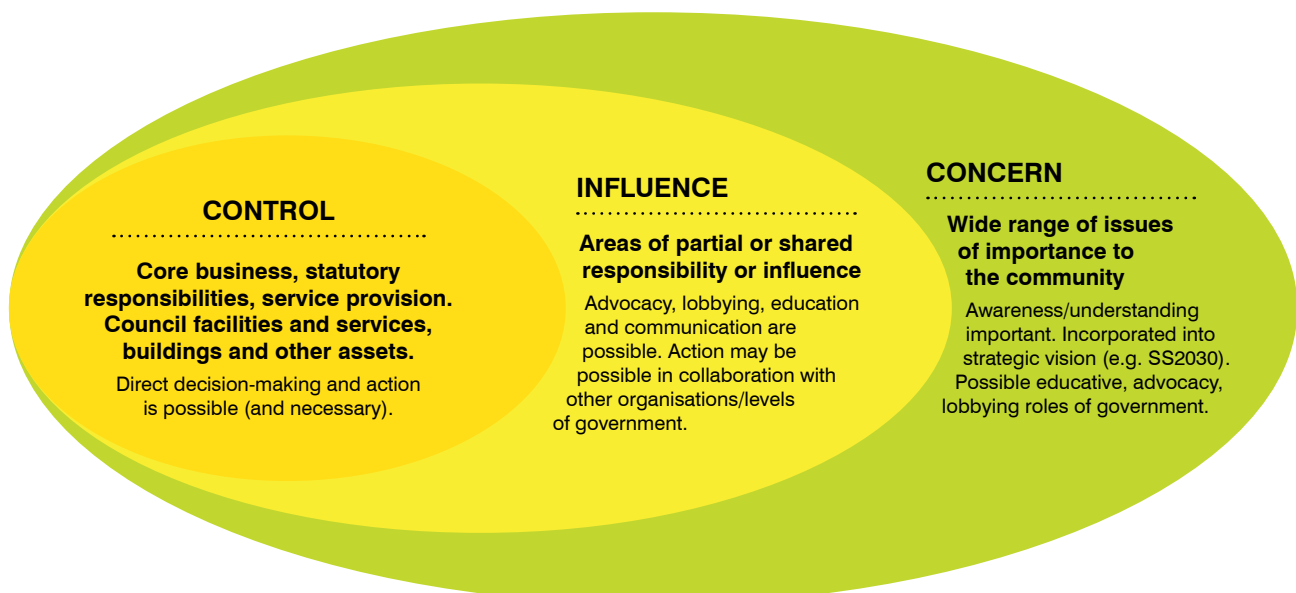 CONTROL
Core business, statutory
responsibilities, service provision.
Council facilities and services,
buildings and other assets.
Direct decision-making and action
is possible (and necessary).
INFLUENCE
Areas of partial or shared
responsibility or influence
Advocacy, lobbying, education
and communication are
possible. Action may be
possible in collaboration with
other organisations/levels
of government.
CONCERN
Wide range of issues
of importance to
the community
Awareness/understanding
important. Incorporated into
strategic vision (e.g. SS2030).
Possible educative, advocacy,
lobbying roles of government.